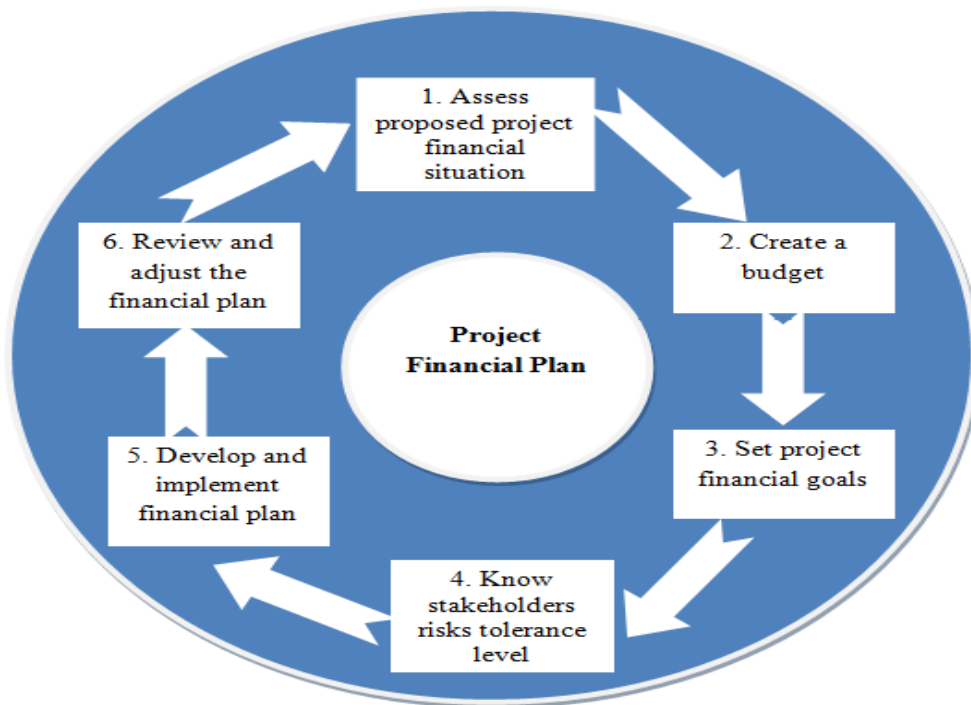 1. Assess
proposed project
financial
situation
2. Create a
budget
3. Set project
financial goals
4. Know
stakeholders
risks tolerance
level
5. Develop and
implement
financial plan
6. Review and
adjust the
financial plan
Project
Financial Plan